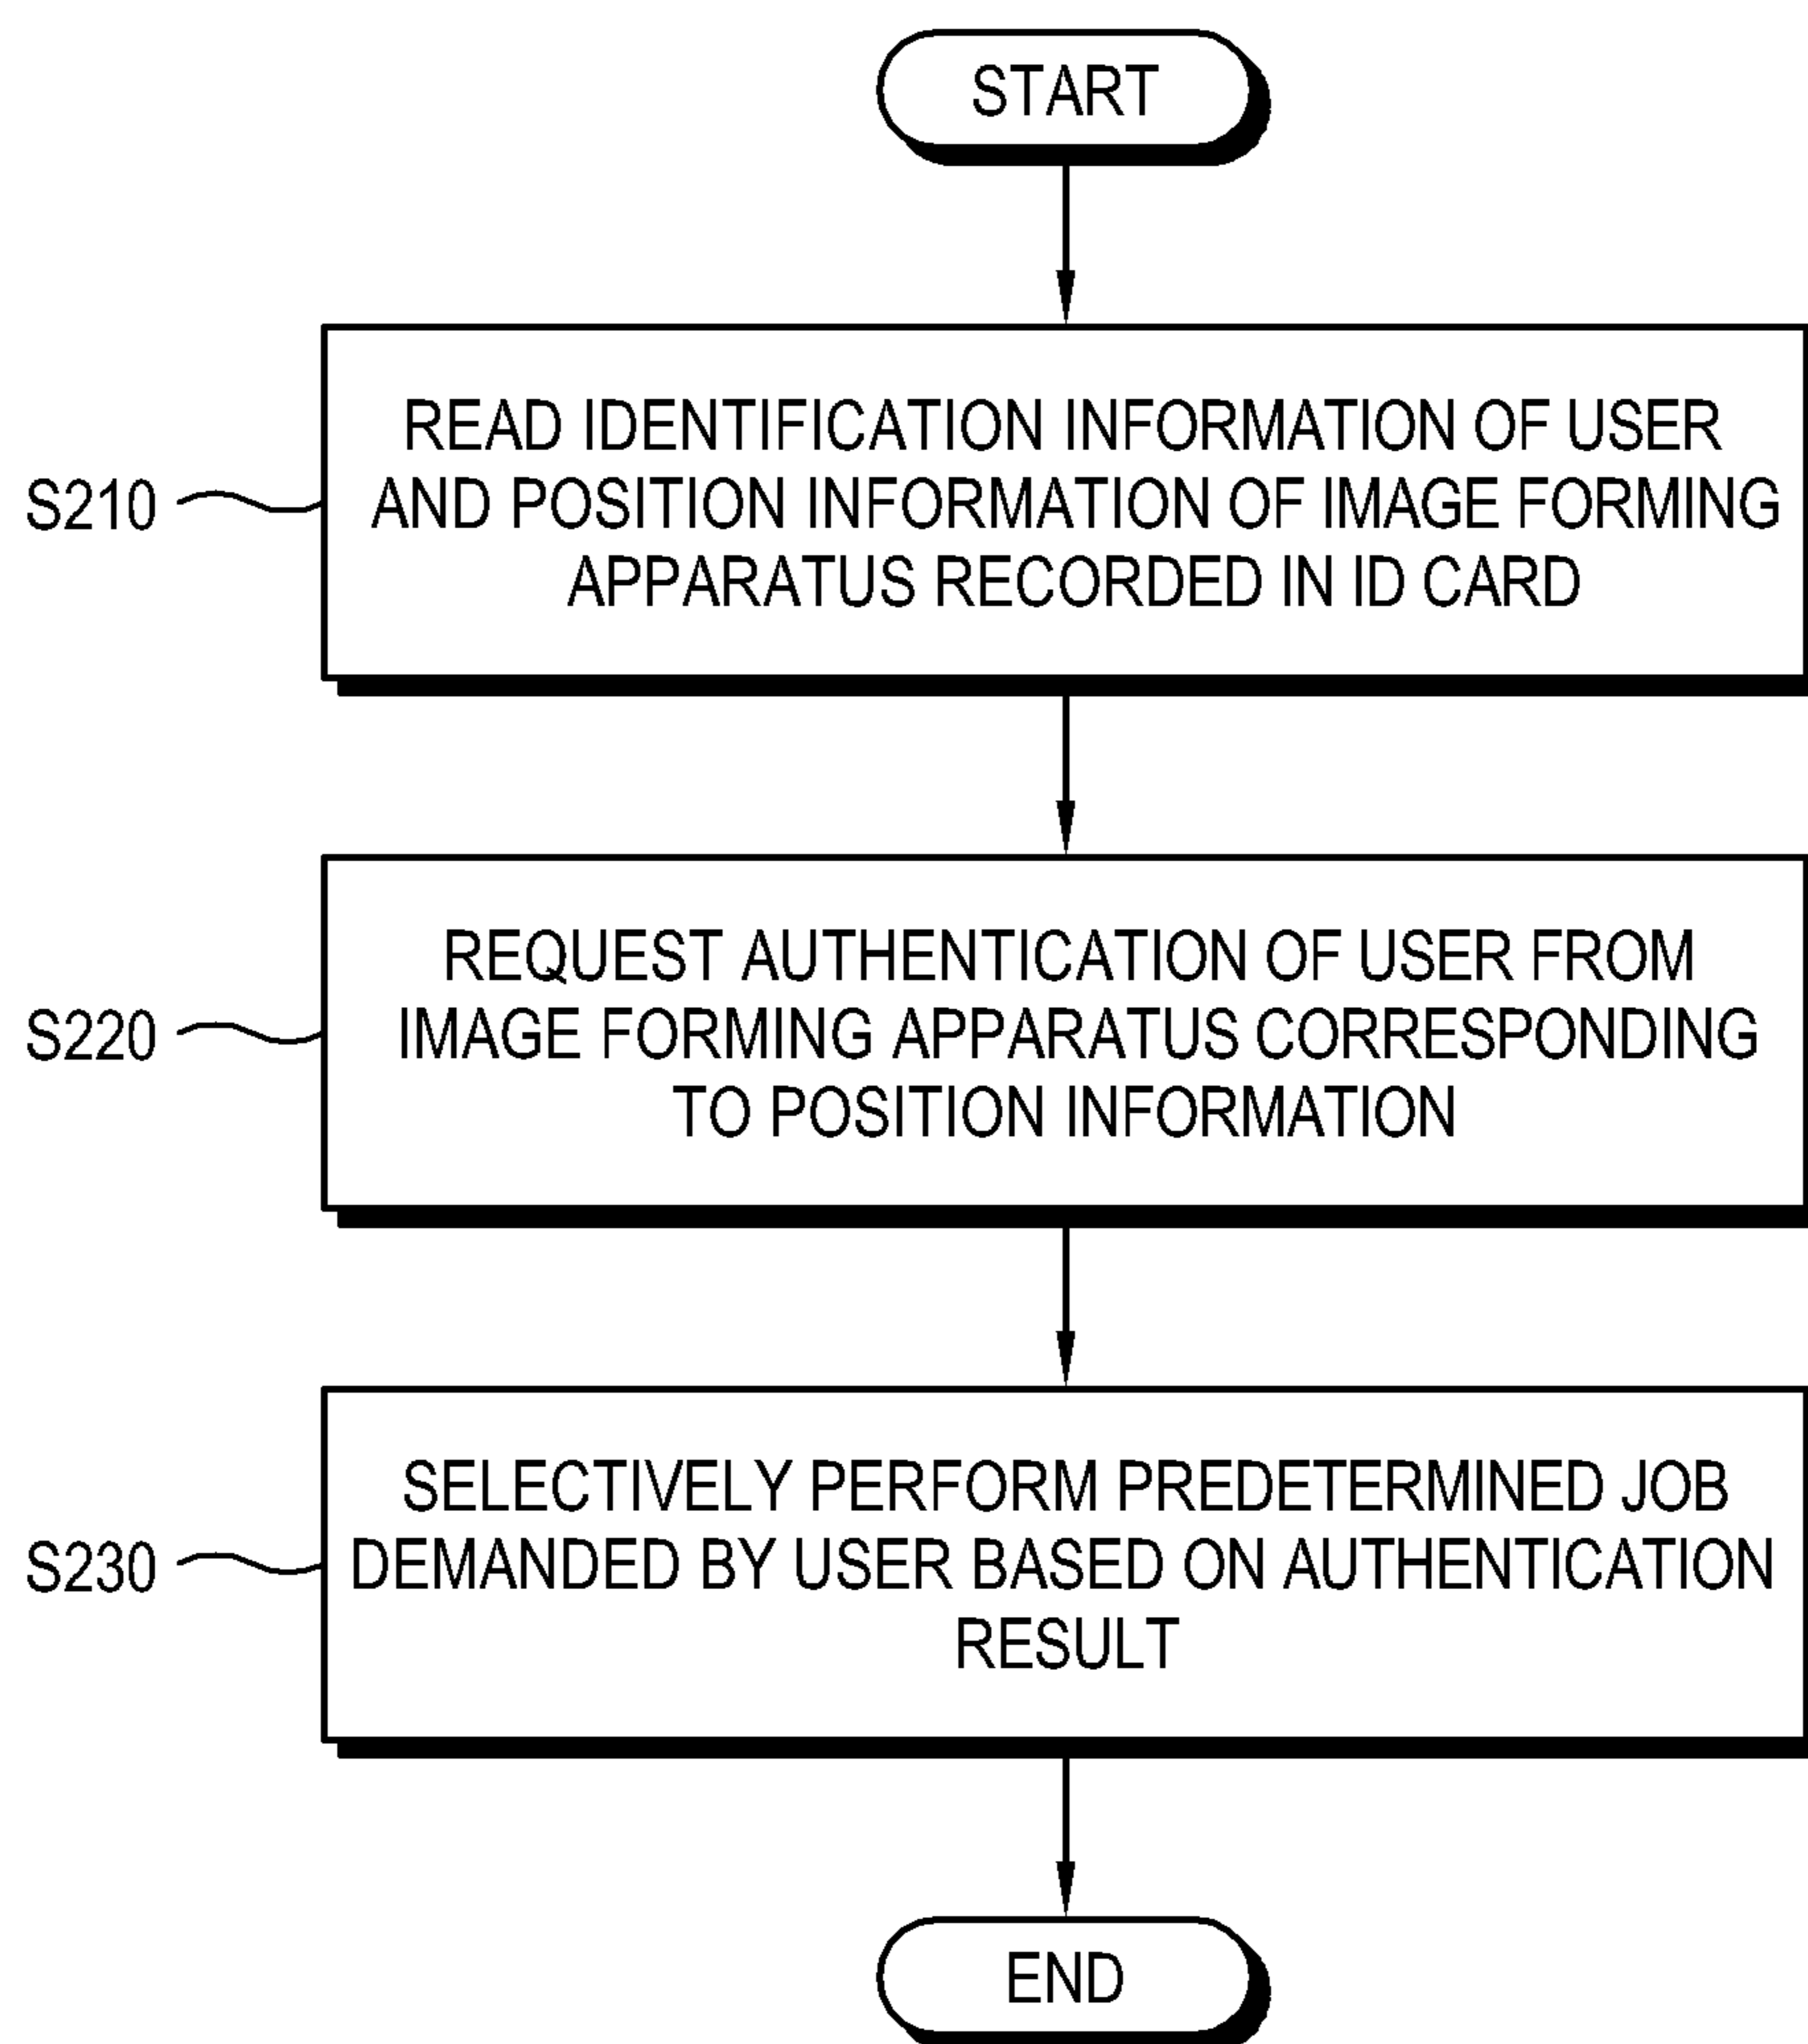 START
READ IDENTIFICATION INFORMATION OF USER
S210 AND POSITION INFORMATION OF IMAGE FORMING
APPARATUS RECORDED IN ID CARD
REQUEST AUTHENTICATION OF USER FROM
S220 IMAGE FORMING APPARATUS CORRESPONDING
TO POSITION INFORMATION
SELECTIVELY PERFORM PREDETERMINED JOB
S230 DEMANDED BY USER BASED ON AUTHENTICATION
RESULT
END